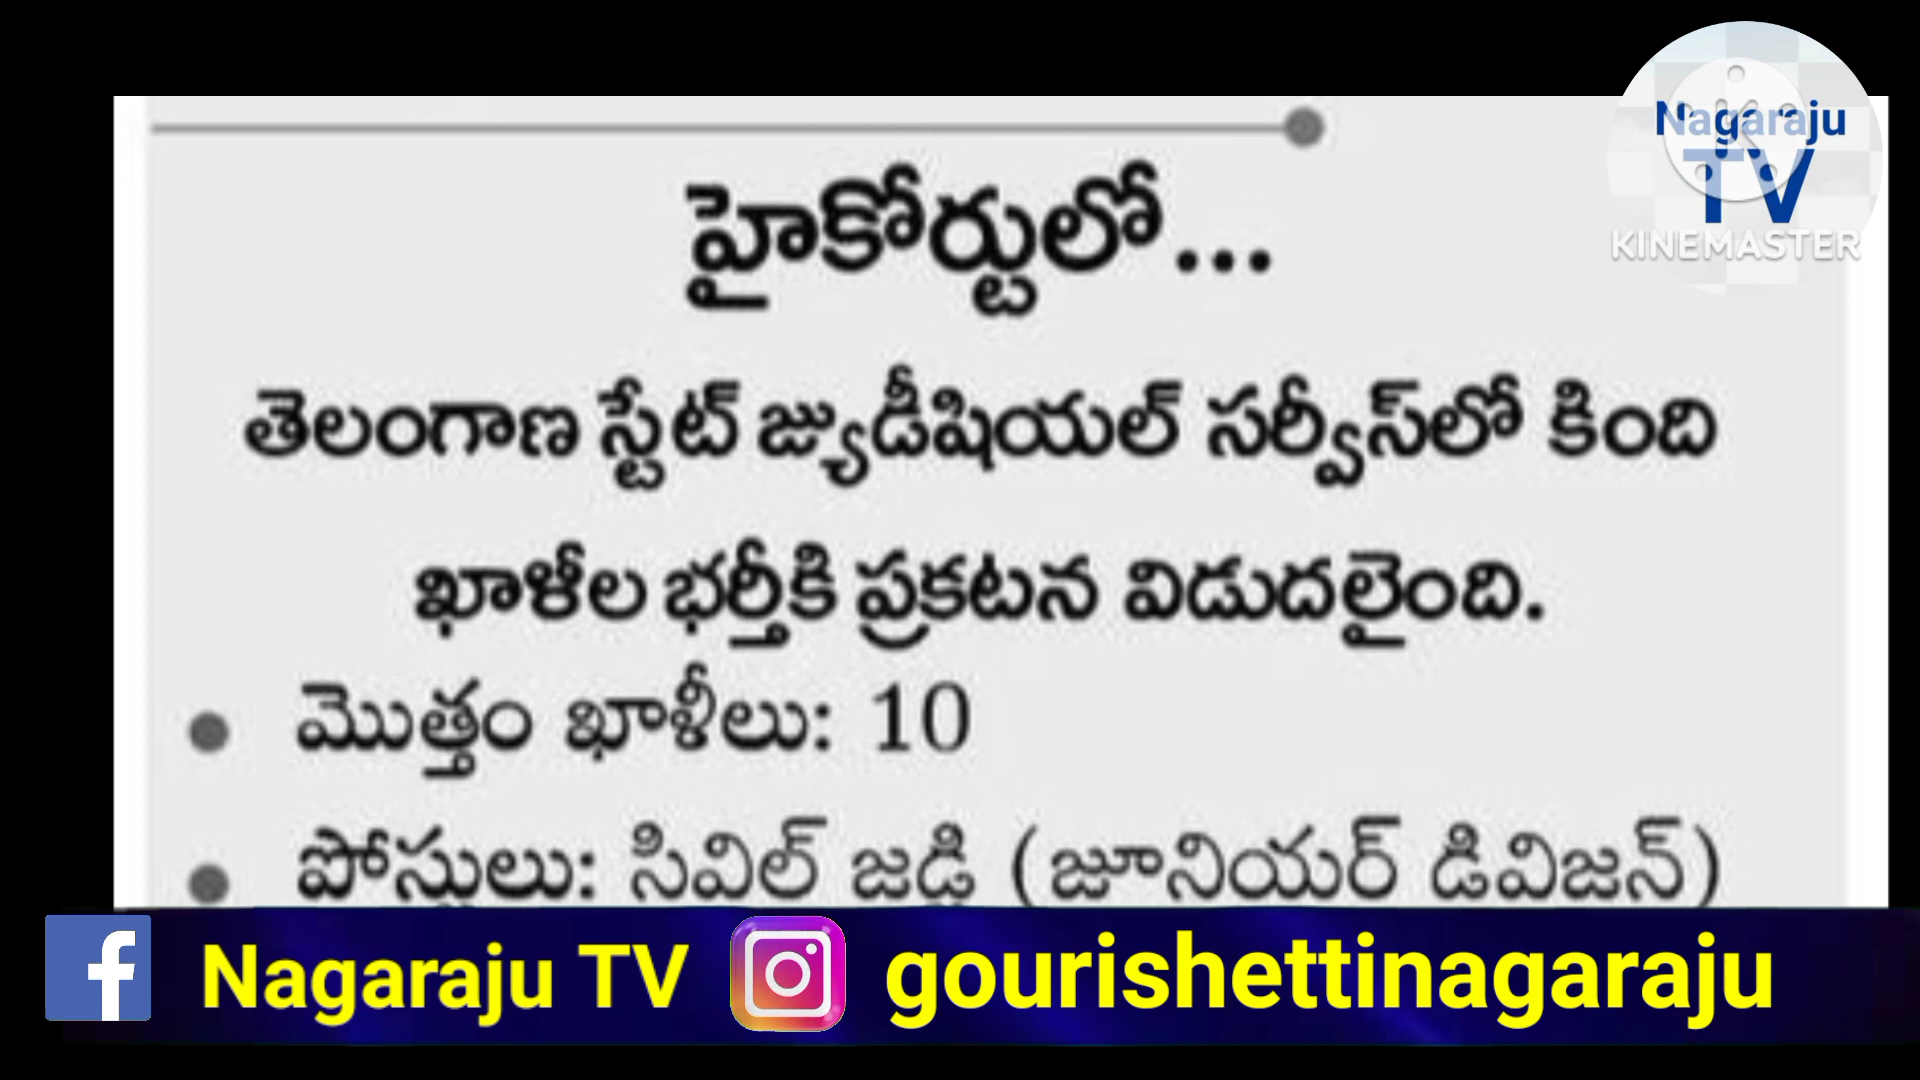 Nagaraju
TV
KINEMASTER
హైకోర్టులో...
తెలంగాణ స్టేట్ జ్యుడీషియల్ సర్వీస్‌లో కింది
ఖాళీల భర్తీకి ప్రకటన విడుదలైంది.
• మొత్తం ఖాళీలు: 10
• పోస్టులు: సివిల్ జడ్జి (జూనియర్ డివిజన్)
Nagaraju TV gourishettinagaraju